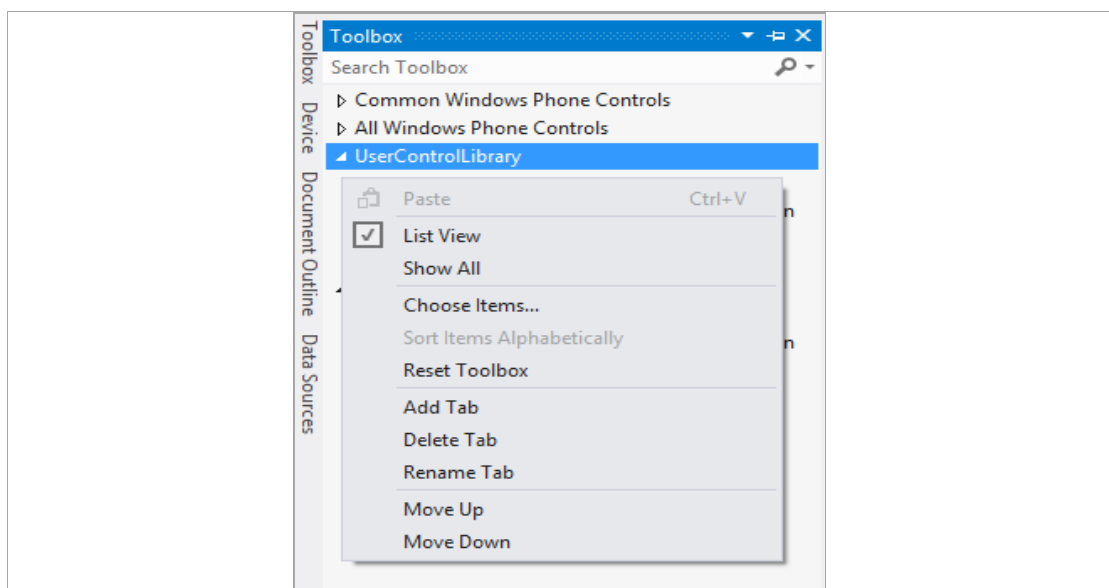 Toolbox
Device
Document Outline
Data Sources
Toolbox
Search Toolbox
Common Windows Phone Controls
All Windows Phone Controls
UserControlLibrary
Paste Ctrl+V
n
List View
Show All
Choose Items...
Sort Items Alphabetically
n
Reset Toolbox
Add Tab
Delete Tab
Rename Tab
Move Up
Move Down